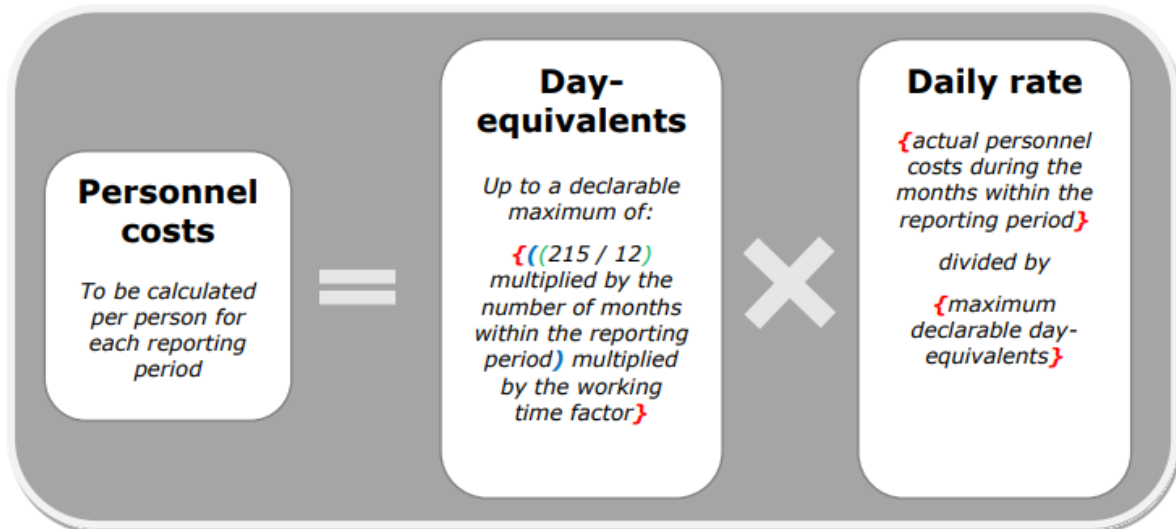 Personnel
costs
To be calculated
per person for
each reporting
period
=
Day-
equivalents
Up to a declarable
maximum of:
{((215 / 12)
multiplied by the
number of months
within the reporting
period) multiplied
by the working
time factor}
×
Daily rate
{actual personnel
costs during the
months within the
reporting period}
divided by
{maximum
declarable day-
equivalents}